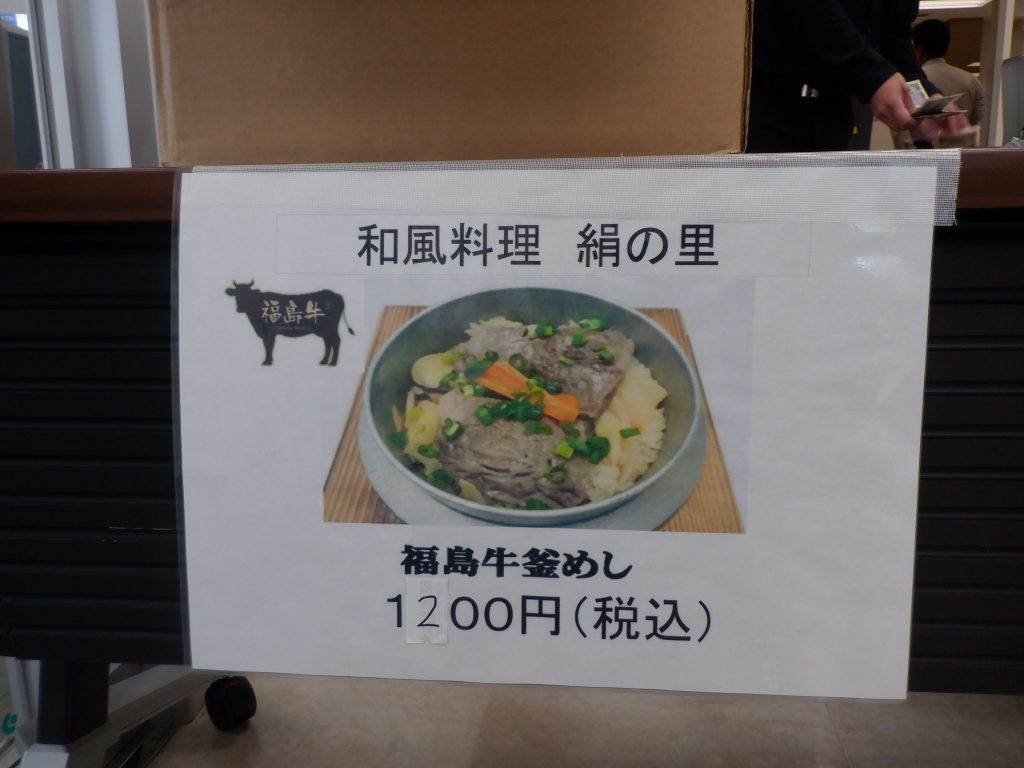 和風料理 絹の里
福島牛
福島牛釜めし
1200円(税込)